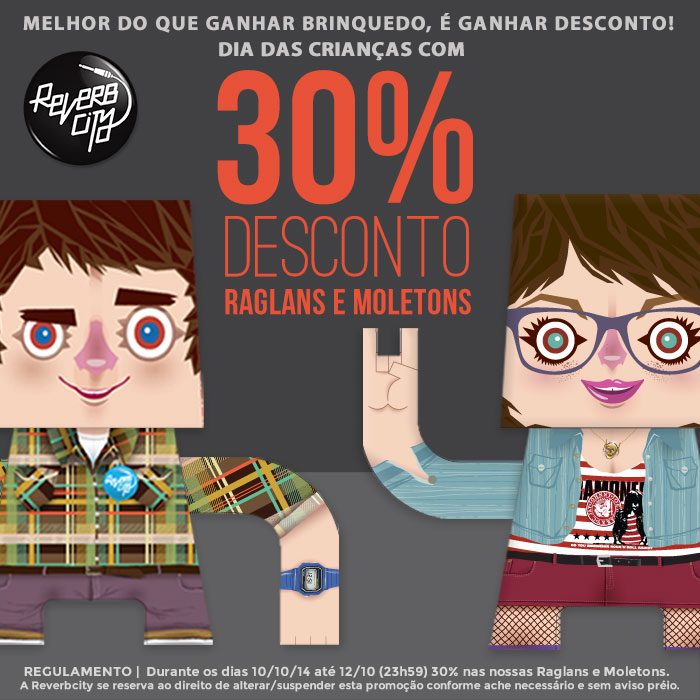 MELHOR DO QUE GANHAR BRINQUEDO, É GANHAR DESCONTO!
DIA DAS CRIANÇAS COM
REVERB
CITY
30%
DESCONTO
RAGLANS E MOLETONS
REVERB
CITY
RAMONES
REGULAMENTO | Durante os dias 10/10/14 até 12/10 (23h59) 30% nas nossas Raglans e Moletons.
A Reverbcity se reserva ao direito de alterar/suspender esta promoção conforme ache necessário e sem aviso préio.